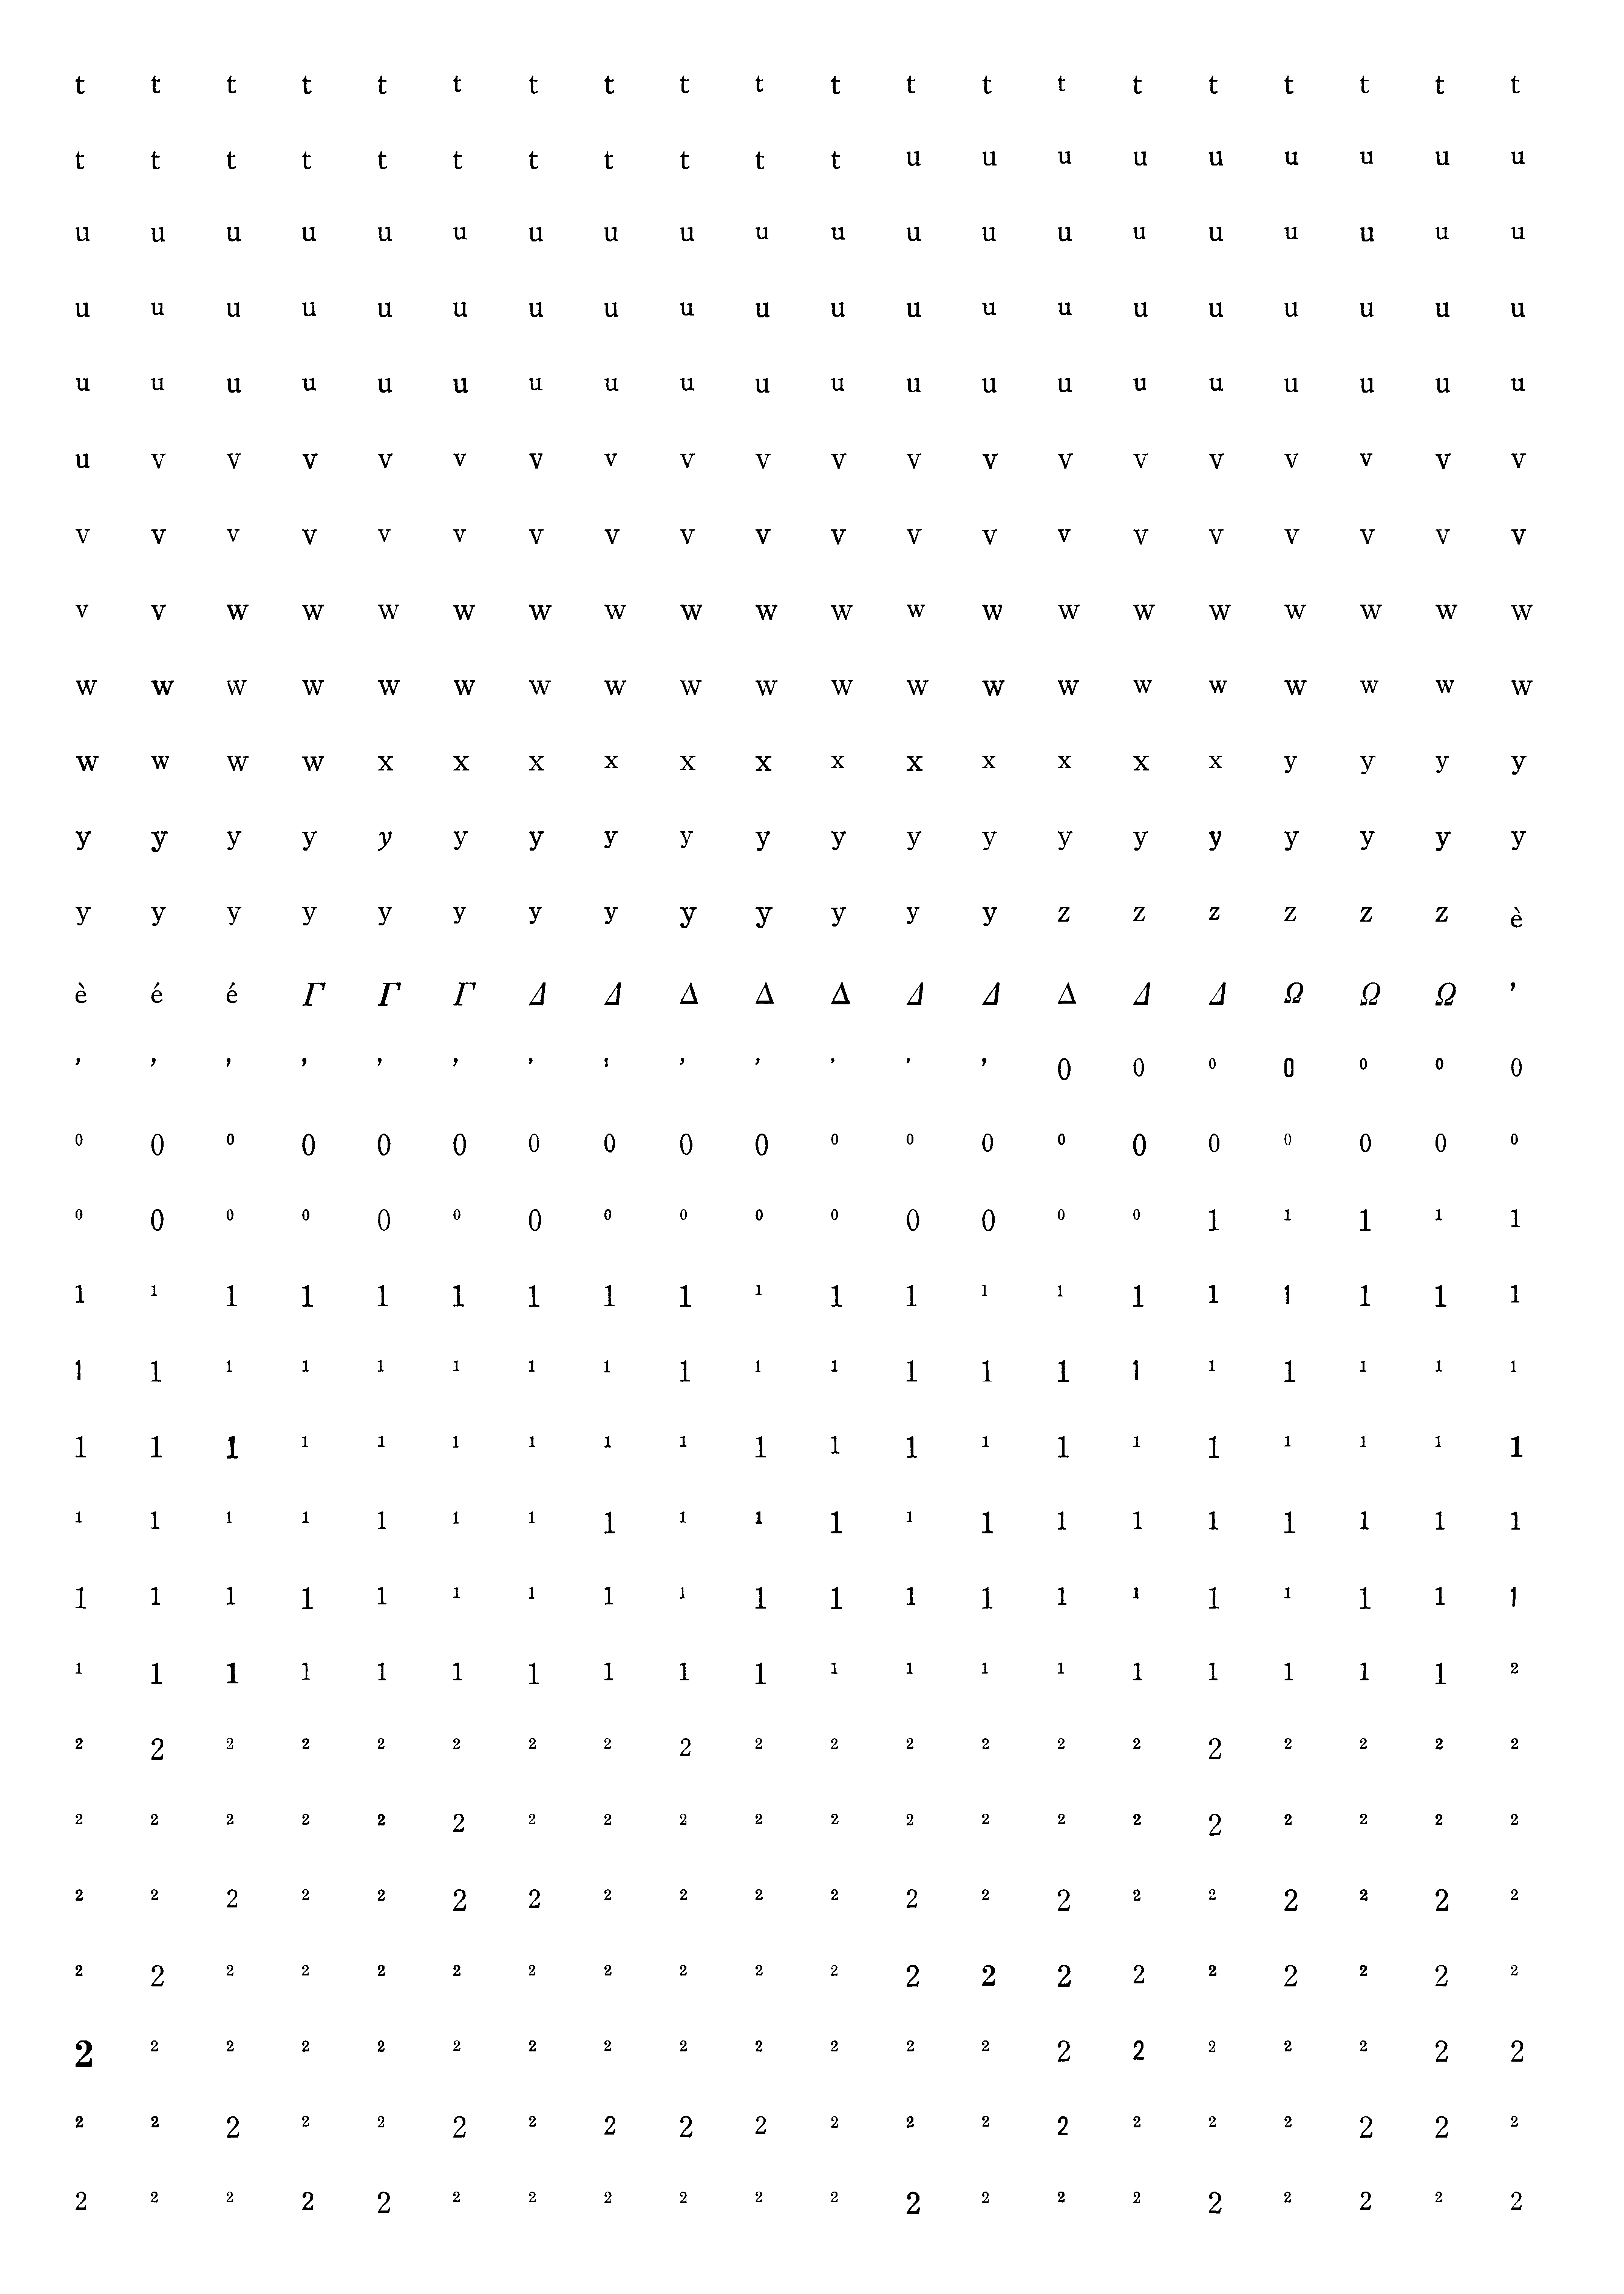 t t t t t t t t t t t t t t t t t t t t
t t t t t t t t t t t u u u u u u u u u
u u u u u u u u u u u u u u u u u u u u
u u u u u u u u u u u u u u u u u u u u
u u u u u u u u u u u u u u u u u u u u
u v v v v v v v v v v v v v v v v v v v
v v v v v v v v v v v v v v v v v v v v
v v w w w w w w w w w w w w w w w w w w
w w w w w w w w w w w w w w w w w w w w
w w w w x x x x x x x x x x x x y y y y
y y y y y y y y y y y y y y y y y y y y
y y y y y y y y y y y y y z z z z z z è
è é é Γ Γ Γ Δ Δ Δ Δ Δ Δ Δ Δ Δ Δ Ω Ω Ω ’
’ ’ ’ ’ ’ ’ ’ ’ ’ ’ ’ ’ ’ 0 0 0 0 0 0 0
0 0 0 0 0 0 0 0 0 0 0 0 0 0 0 0 0 0 0 0
0 0 0 0 0 0 0 0 0 0 0 0 0 0 0 1 1 1 1 1
1 1 1 1 1 1 1 1 1 1 1 1 1 1 1 1 1 1 1 1
1 1 1 1 1 1 1 1 1 1 1 1 1 1 1 1 1 1 1 1
1 1 1 1 1 1 1 1 1 1 1 1 1 1 1 1 1 1 1 1
1 1 1 1 1 1 1 1 1 1 1 1 1 1 1 1 1 1 1 1
1 1 1 1 1 1 1 1 1 1 1 1 1 1 1 1 1 1 1 1
1 1 1 1 1 1 1 1 1 1 1 1 1 1 1 1 1 1 1 2
2 2 2 2 2 2 2 2 2 2 2 2 2 2 2 2 2 2 2 2
2 2 2 2 2 2 2 2 2 2 2 2 2 2 2 2 2 2 2 2
2 2 2 2 2 2 2 2 2 2 2 2 2 2 2 2 2 2 2 2
2 2 2 2 2 2 2 2 2 2 2 2 2 2 2 2 2 2 2 2
2 2 2 2 2 2 2 2 2 2 2 2 2 2 2 2 2 2 2 2
2 2 2 2 2 2 2 2 2 2 2 2 2 2 2 2 2 2 2 2
2 2 2 2 2 2 2 2 2 2 2 2 2 2 2 2 2 2 2 2